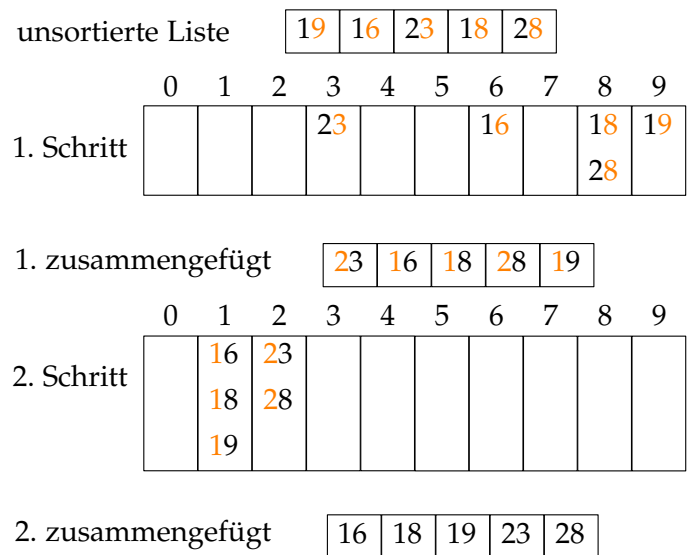 unsortierte Liste 19 16 23 18 28
0 1 2 3 4 5 6 7 8 9
1. Schritt 23 16 18 19
28
1. zusammengefügt 23 16 18 28 19
0 1 2 3 4 5 6 7 8 9
16 23
2. Schritt
18 28
19
2. zusammengefügt 16 18 19 23 28